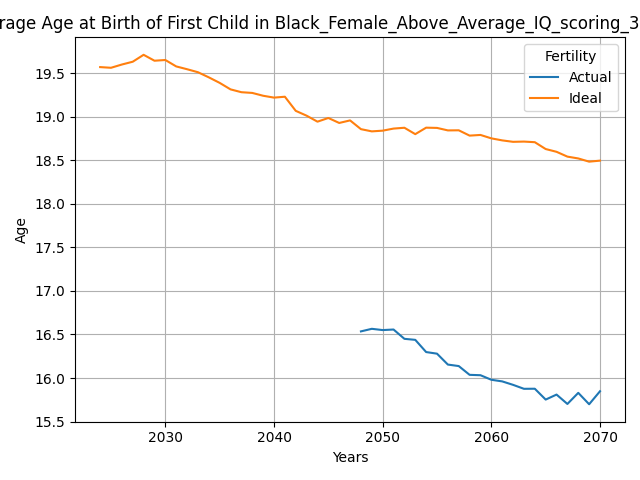 rage Age at Birth of First Child in Black_Female_Above_Average_IQ_scoring_3
Fertility
Actual
Ideal
19.5
19.0
18.5
18.0
17.5
17.0
16.5
16.0
15.5
Age
2030 2040 2050 2060 2070
Years